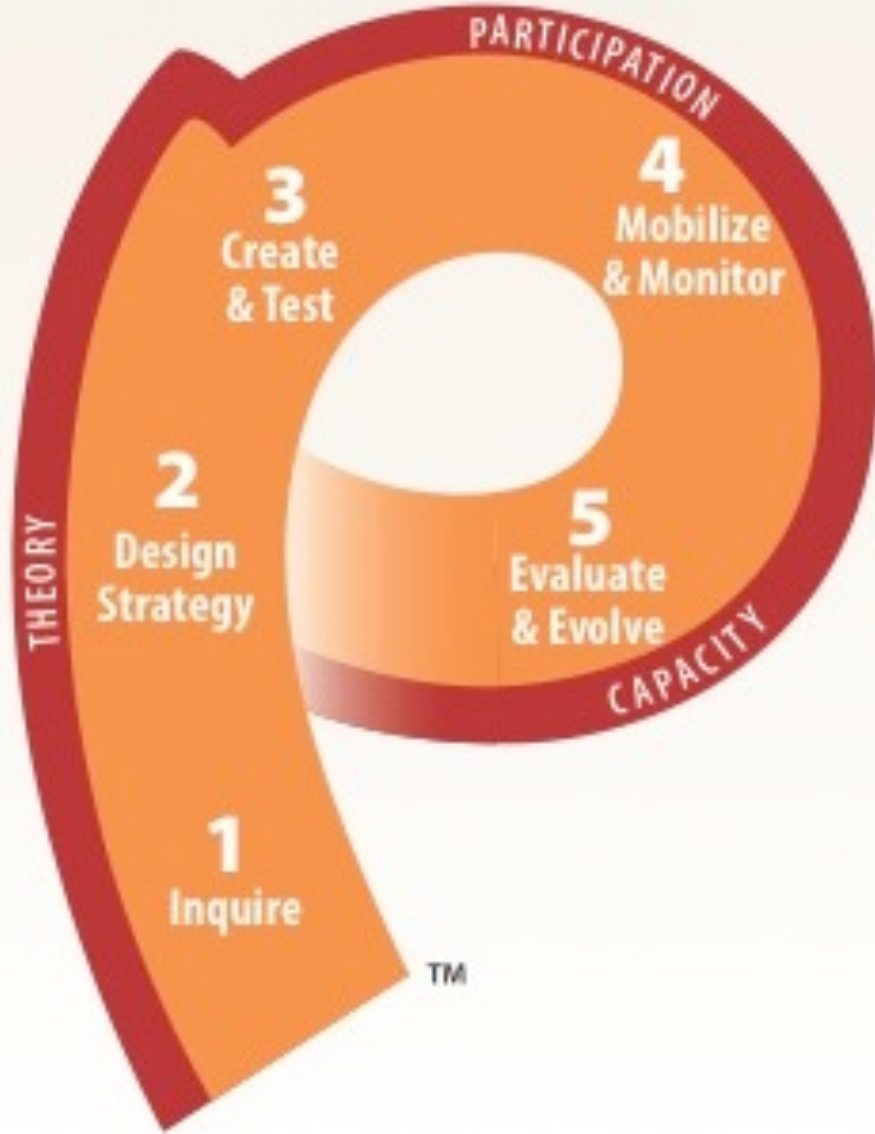 PARTICIPATION
3
Create
& Test
4
Mobilize
& Monitor
THEORY
2
Design
Strategy
5
Evaluate
& Evolve
CAPACITY
1
Inquire
TM